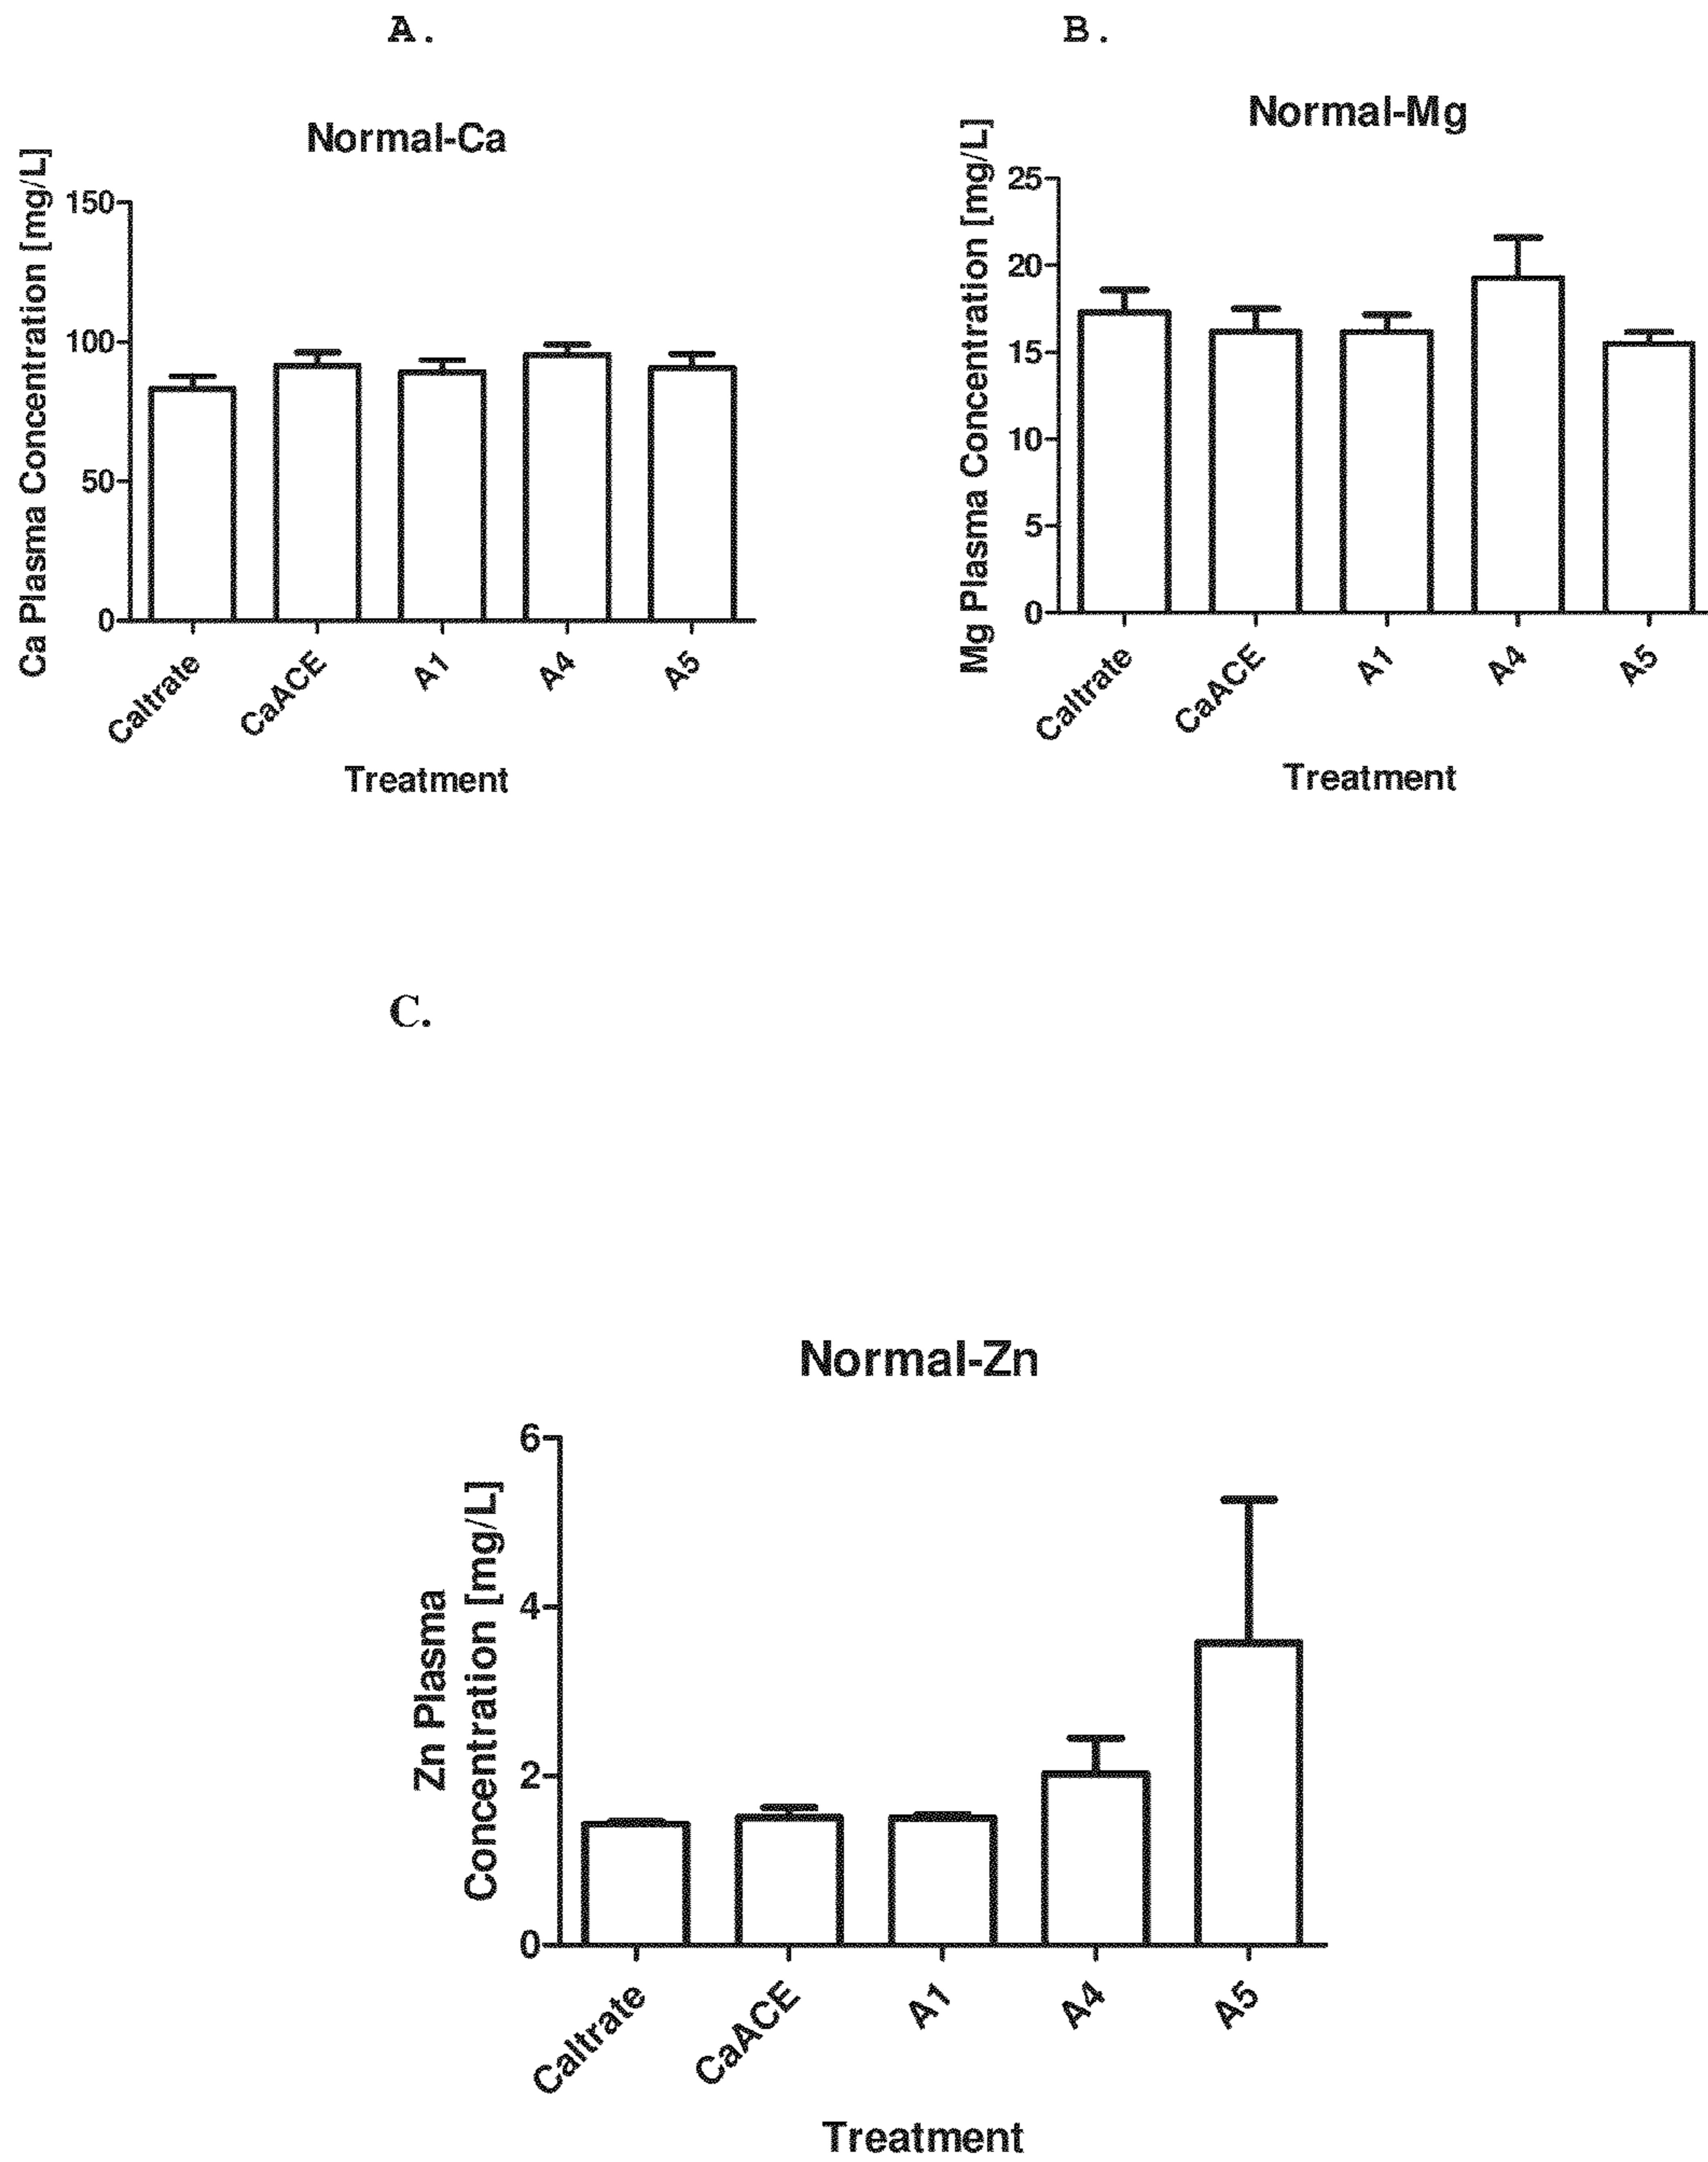 A.
Normal-Ca
Ca Plasma Concentration [mg/L]
150
100
50
0
Caltrate
CaACE
A1
A4
A5
Treatment
B.
Normal-Mg
Mg Plasma Concentration [mg/L]
25
20
15
10
5
0
Caltrate
CaACE
A1
A4
A5
Treatment
C.
Normal-Zn
Zn Plasma
Concentration [mg/L]
6
4
2
0
Caltrate
CaACE
A1
A4
A5
Treatment